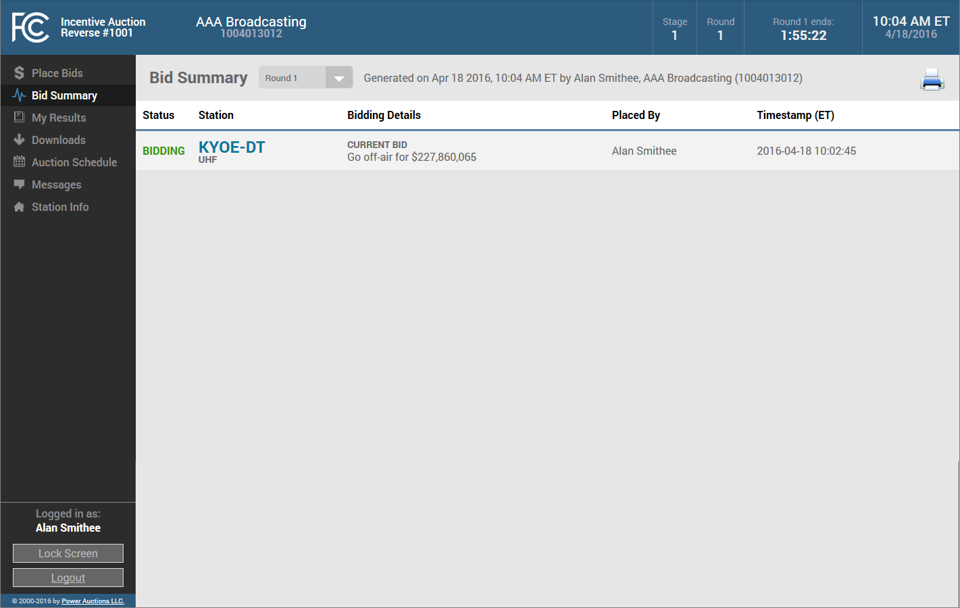 FCC
Incentive Auction
Reverse #1001
AAA Broadcasting
1004013012
Stage
1
Round
1
Round 1 ends:
1:55:22
10:04 AM ET
4/18/2016
Place Bids
Bid Summary
My Results
Downloads
Auction Schedule
Messages
Station Info
Bid Summary
Round 1
Generated on Apr 18 2016, 10:04 AM ET by Alan Smithee, AAA Broadcasting (1004013012)
Status Station Bidding Details Placed By Timestamp (ET)
BIDDING KYOE-DT CURRENT BID Alan Smithee 2016-04-18 10:02:45
UHF Go off-air for $227,860,065
Logged in as:
Alan Smithee
Lock Screen
Logout
© 2000-2016 by Power Auctions LLC.